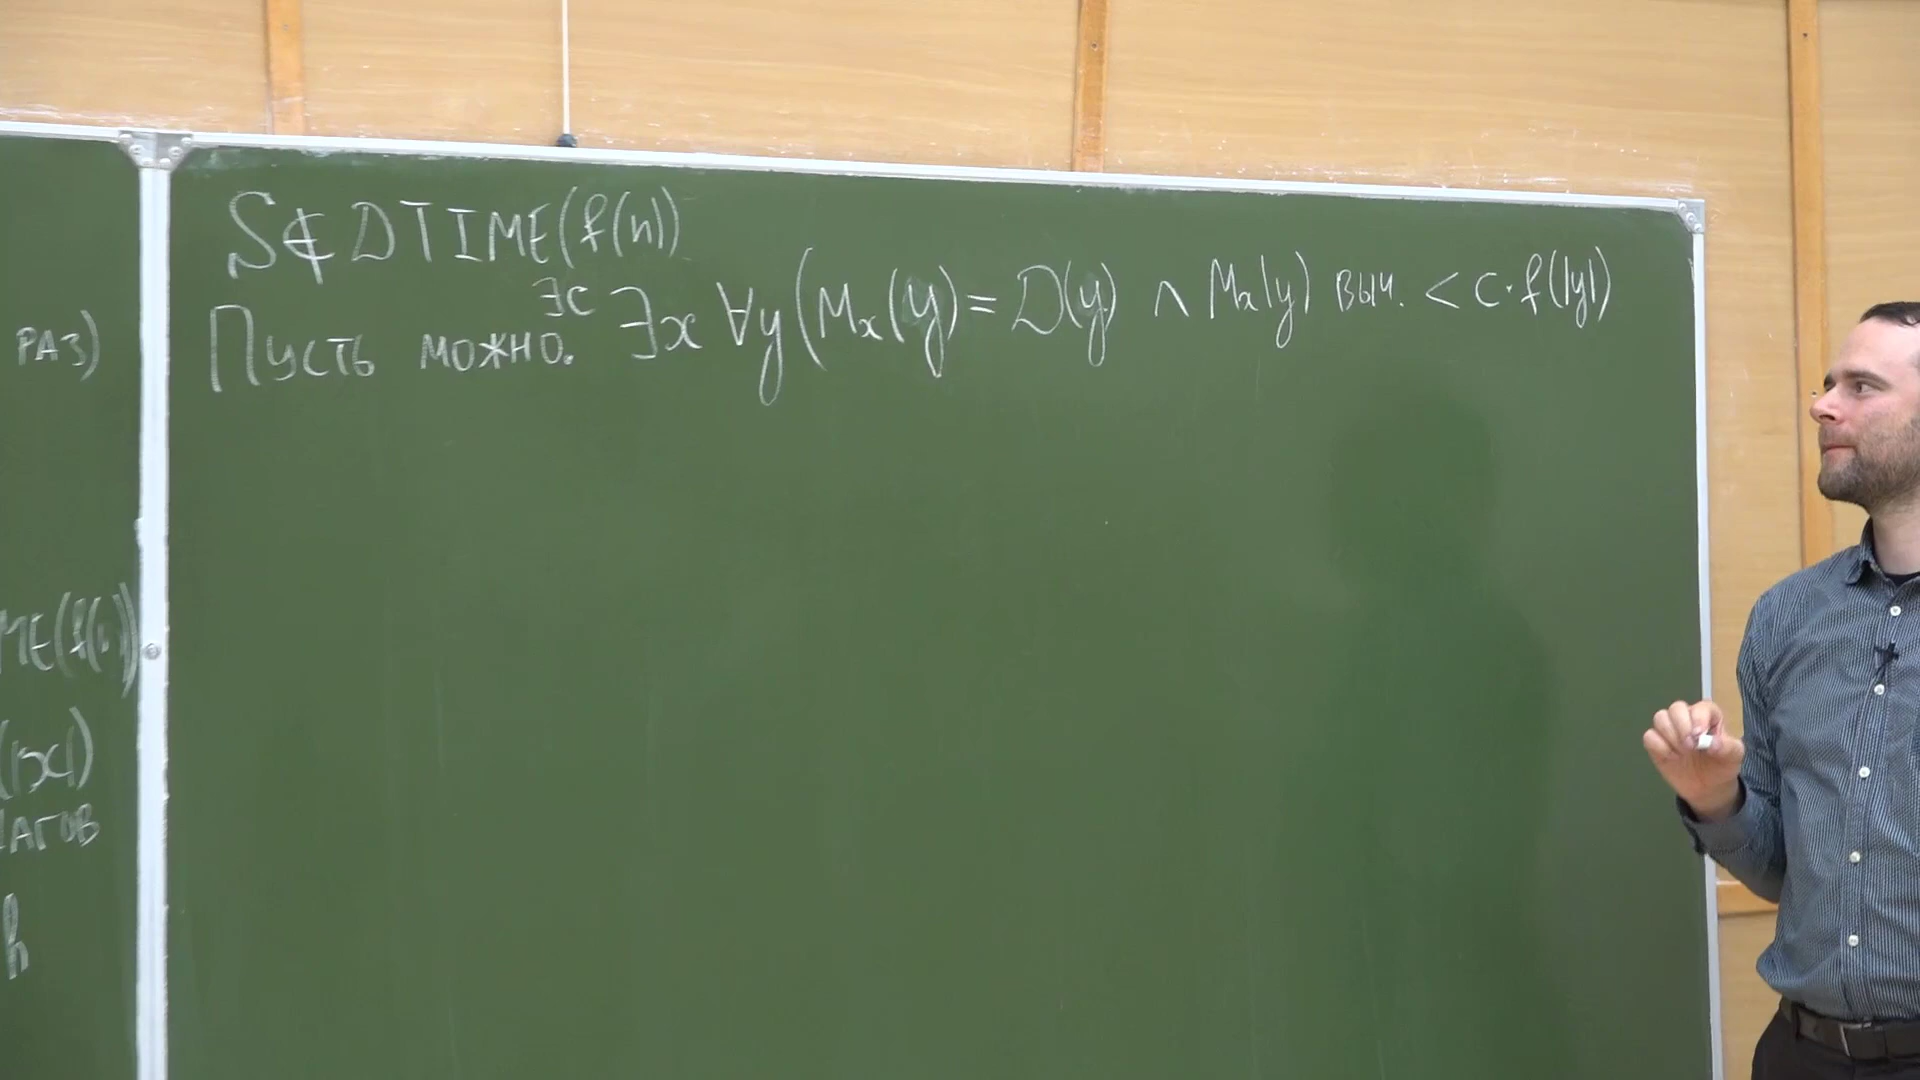 РАЗ)
ME(f(n))
(|x|)
АГОВ
h
S∉DTIME(f(n))
Пусть можно. ∃c ∃x ∀y (Mx(y) = D(y) ∧ Mx(y) выч. < c·f(|y|)